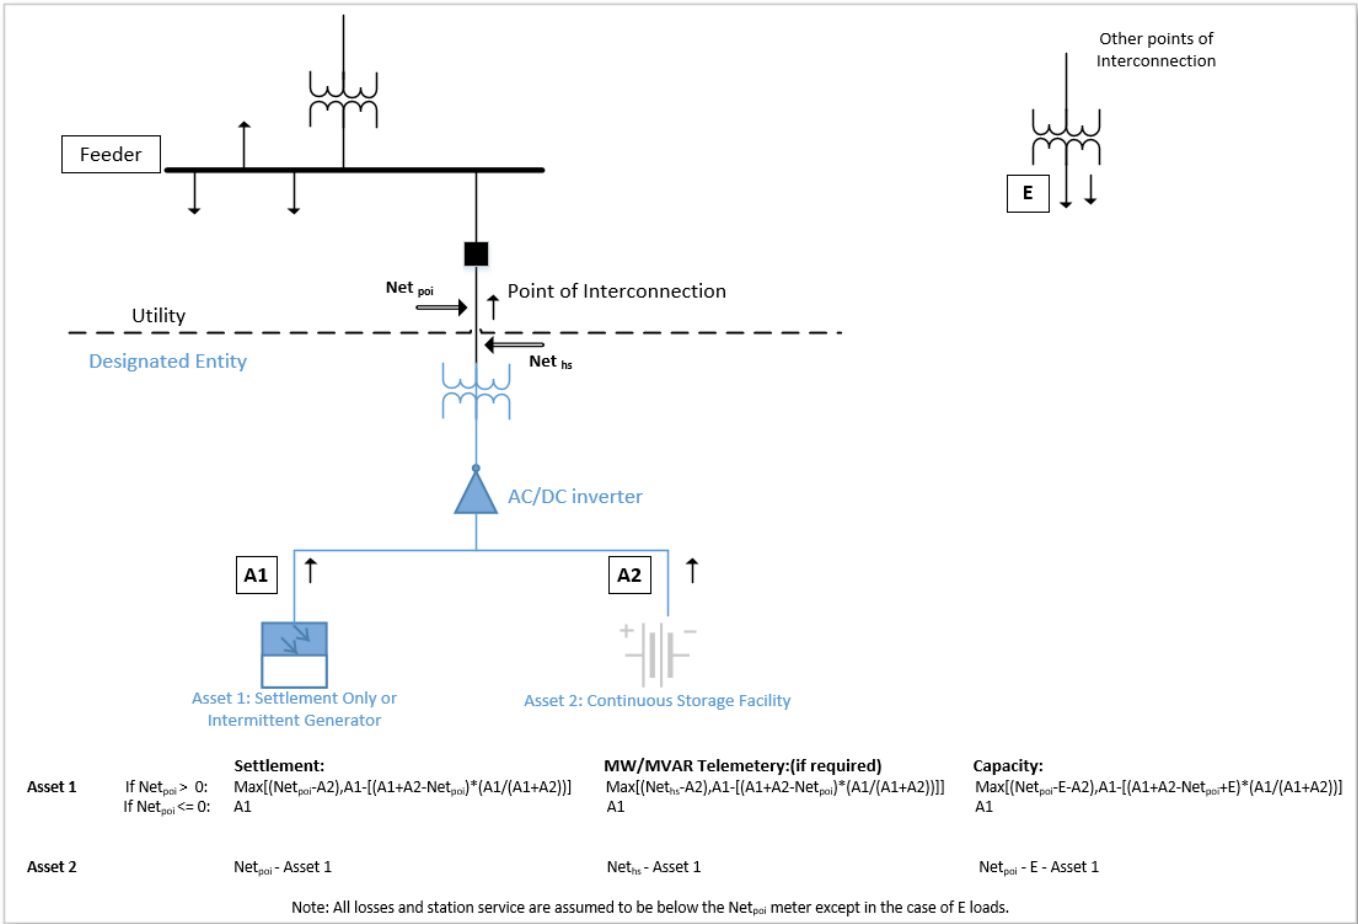 Other points of
Interconnection
Feeder
E
Net poi
Point of Interconnection
Utility
Designated Entity
Net hs
AC/DC inverter
A1
A2
+ −
Asset 1: Settlement Only or
Intermittent Generator
Asset 2: Continuous Storage Facility
Settlement: MW/MVAR Telemetery:(if required) Capacity:
Asset 1 If Netpoi > 0: Max[(Netpoi-A2),A1-[(A1+A2-Netpoi)*(A1/(A1+A2))] Max[(Neths-A2),A1-[(A1+A2-Netpoi)*(A1/(A1+A2))]] Max[(Netpoi-E-A2),A1-[(A1+A2-Netpoi+E)*(A1/(A1+A2))]
If Netpoi <= 0: A1 A1 A1
Asset 2 Netpoi - Asset 1 Neths - Asset 1 Netpoi - E - Asset 1
Note: All losses and station service are assumed to be below the Netpoi meter except in the case of E loads.